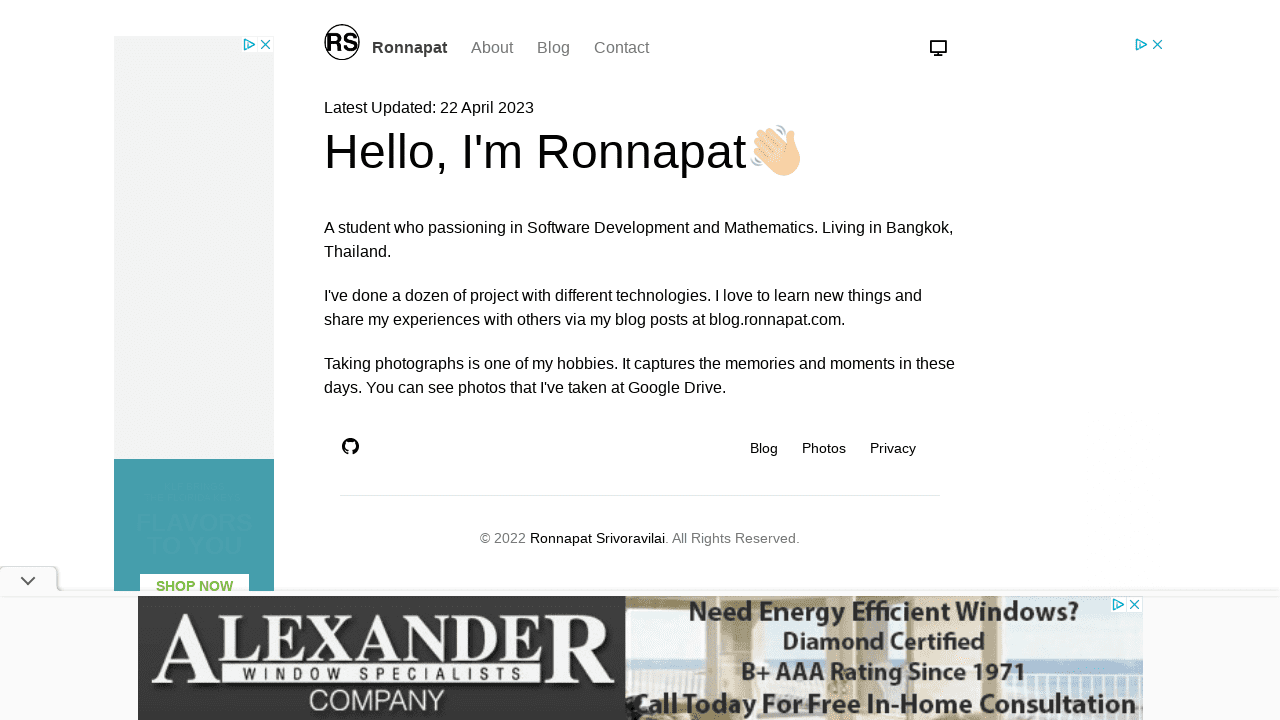 RS
Ronnapat About Blog Contact
Latest Updated: 22 April 2023
Hello, I'm Ronnapat
A student who passioning in Software Development and Mathematics. Living in Bangkok,
Thailand.
I've done a dozen of project with different technologies. I love to learn new things and
share my experiences with others via my blog posts at blog.ronnapat.com.
Taking photographs is one of my hobbies. It captures the memories and moments in these
days. You can see photos that I've taken at Google Drive.
Blog Photos Privacy
© 2022 Ronnapat Srivoravilai. All Rights Reserved.
FLAVORS
TO YOU
SHOP NOW
ALEXANDER
WINDOW SPECIALISTS
COMPANY
Need Energy Efficient Windows?
Diamond Certified
B+ AAA Rating Since 1971
Call Today For Free In-Home Consultation